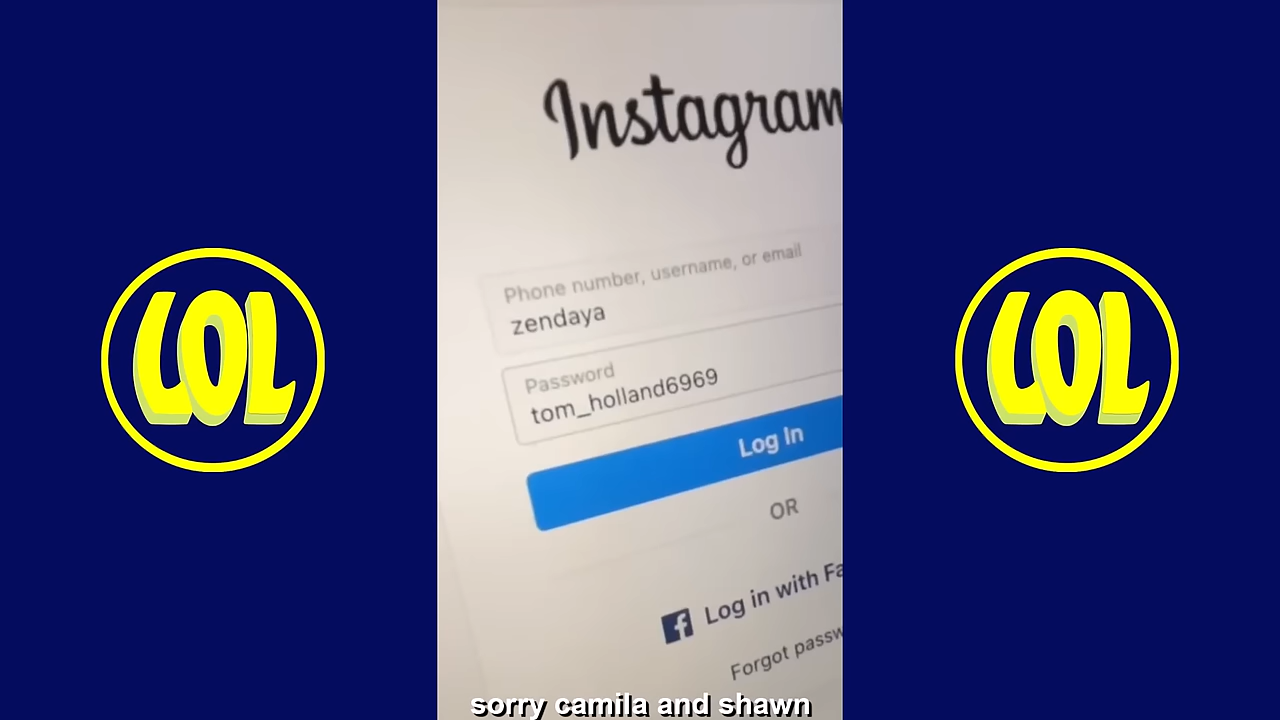 Instagram
Phone number, username, or email
zendaya
Password
tom_holland6969
Log In
OR
Log in with Fa
Forgot passw
sorry camila and shawn
LOL
LOL